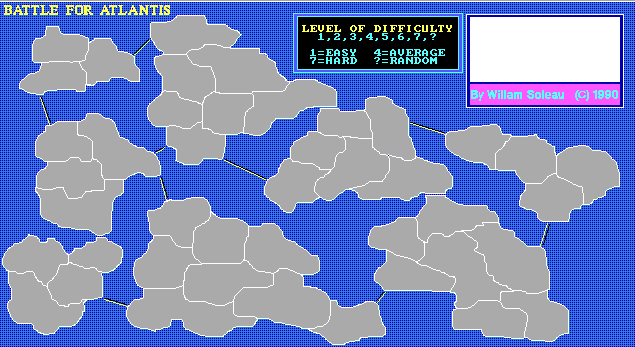 BATTLE FOR ATLANTIS
LEVEL OF DIFFICULTY
1,2,3,4,5,6,7,?
1=EASY 4=AVERAGE
7=HARD ?=RANDOM
By William Soleau (C) 1990